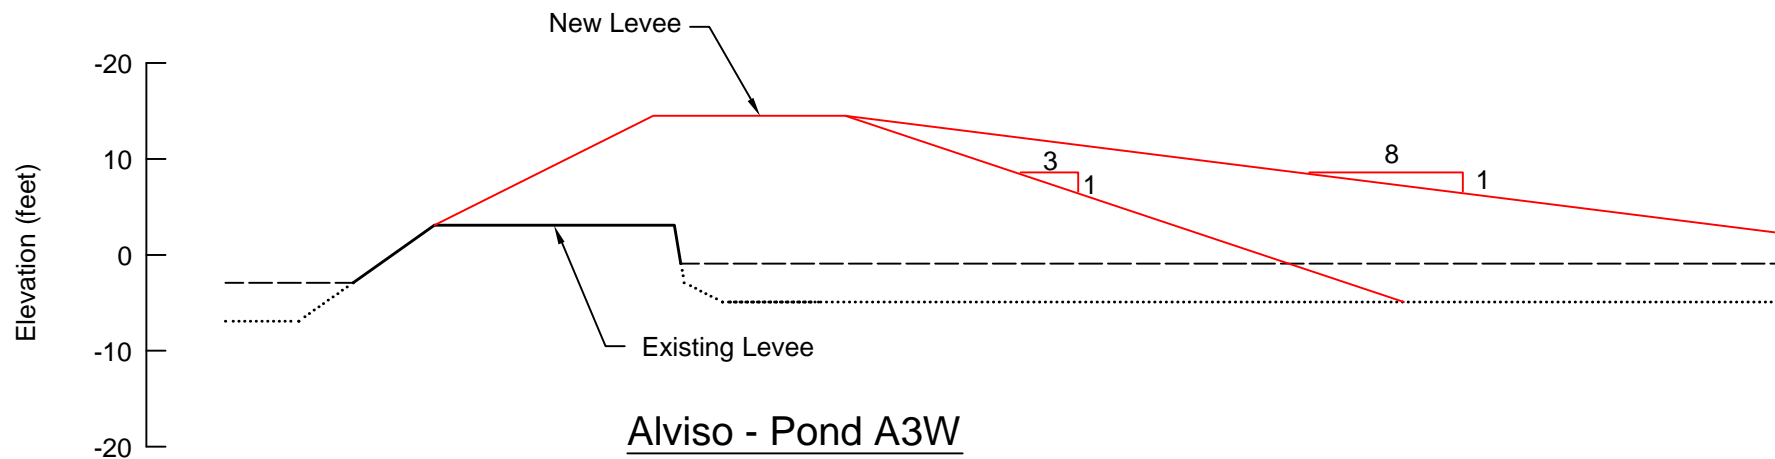 New Levee
-20
10
0
-10
-20
Elevation (feet)
3
1
8
1
Existing Levee
Alviso - Pond A3W